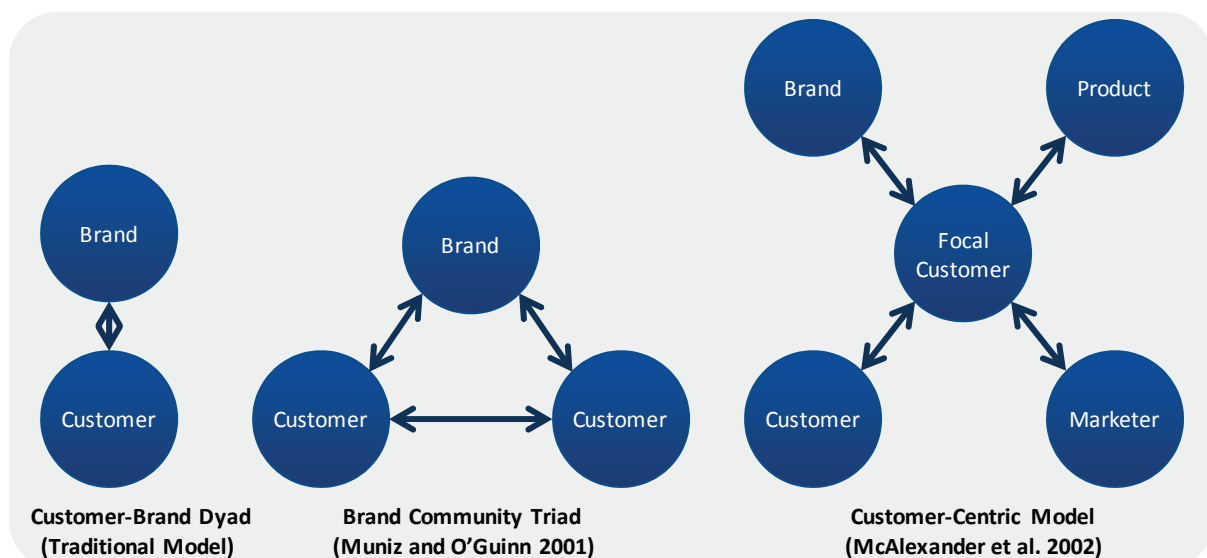 Brand
Customer
Customer-Brand Dyad
(Traditional Model)
Brand
Customer
Customer
Brand Community Triad
(Muniz and O’Guinn 2001)
Brand
Product
Focal
Customer
Customer
Marketer
Customer-Centric Model
(McAlexander et al. 2002)